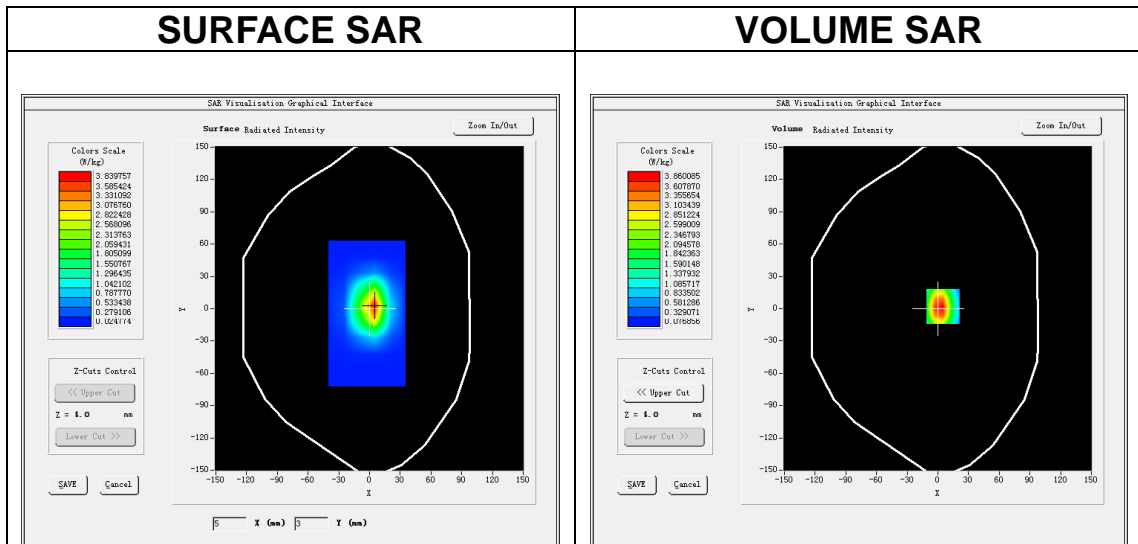 SURFACE SAR
VOLUME SAR
SAR Visualisation Graphical Interface
Surface Radiated Intensity
Zoom In/Out
Colors Scale
(W/kg)
3.839757
3.585424
3.331092
3.076760
2.822428
2.568096
2.313763
2.059431
1.805099
1.550767
1.296435
1.042102
0.787770
0.533438
0.279106
0.024774
150
120
90
60
30
0
-30
-60
-90
-120
-150
Y
-150 -120 -90 -60 -30 0 30 60 90 120 150
X
Z-Cuts Control
<< Upper Cut
Z = 4.0 mm
Lower Cut >>
SAVE Cancel
5 X (mm) 3 Y (mm)
SAR Visualisation Graphical Interface
Volume Radiated Intensity
Zoom In/Out
Colors Scale
(W/kg)
3.860085
3.607870
3.355654
3.103439
2.851224
2.599009
2.346793
2.094578
1.842363
1.590148
1.337932
1.085717
0.833502
0.581286
0.329071
0.076856
150
120
90
60
30
0
-30
-60
-90
-120
-150
Y
-150 -120 -90 -60 -30 0 30 60 90 120 150
X
Z-Cuts Control
<< Upper Cut
Z = 4.0 mm
Lower Cut >>
SAVE Cancel